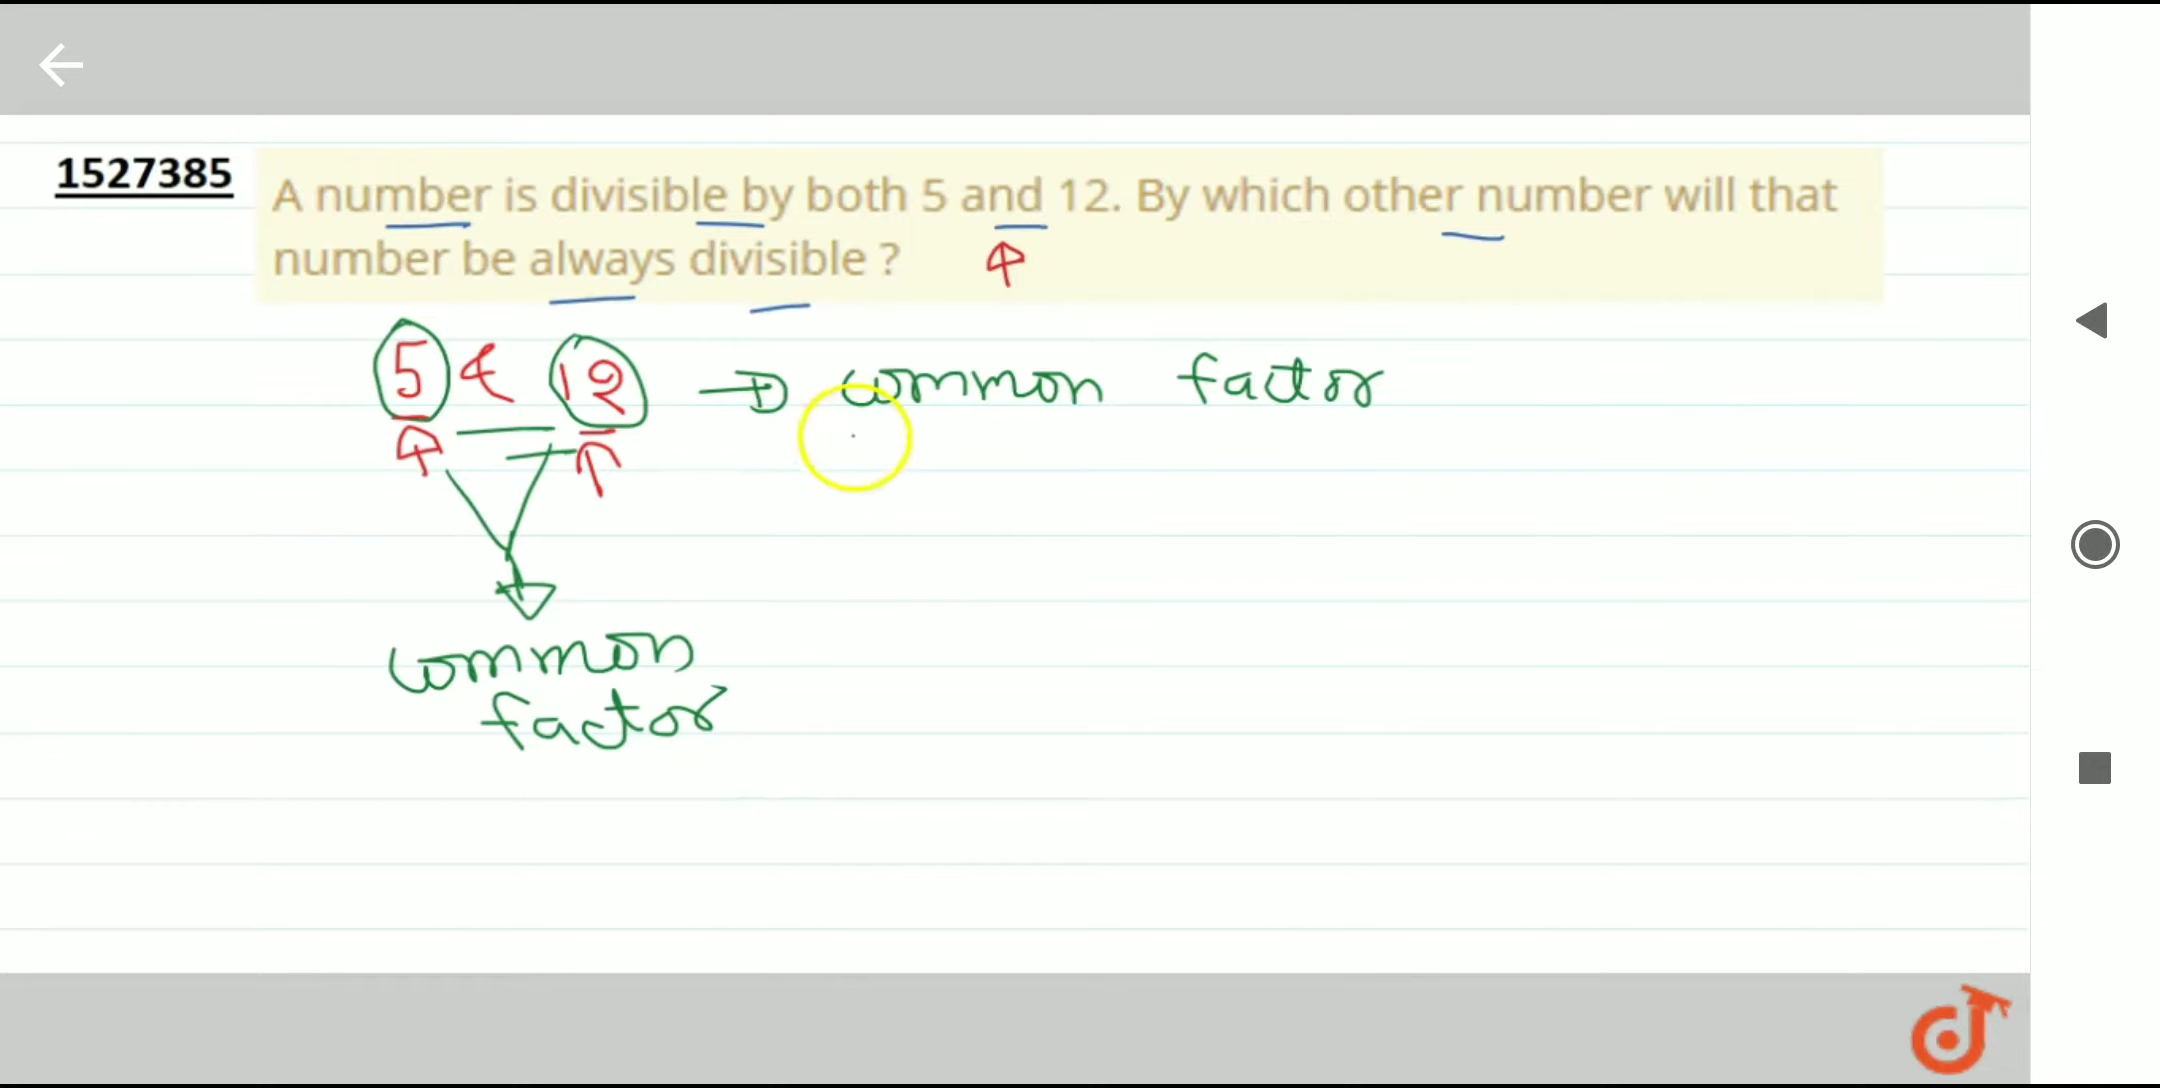 1527385
A number is divisible by both 5 and 12. By which other number will that
number be always divisible ?
5 & 12 → common factor
common
factor